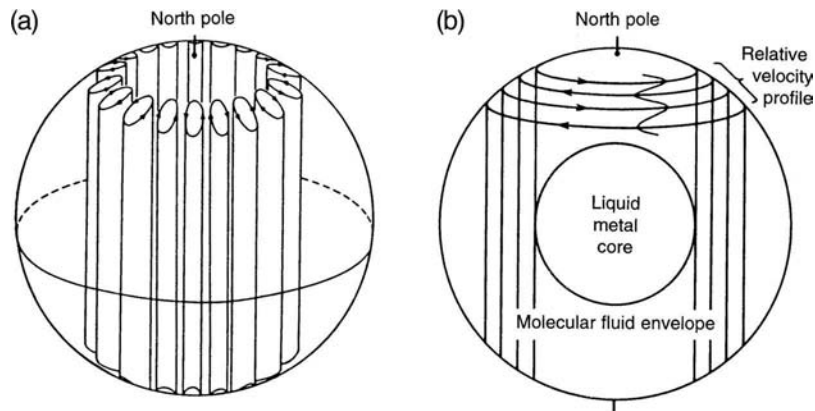 (a)
North pole
(b)
North pole
Relative
velocity
profile
Liquid
metal
core
Molecular fluid envelope